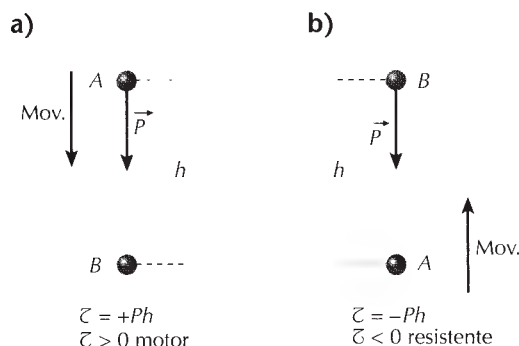 a)
b)
A
B
Mov.
P
P
h
h
B
A
Mov.
ζ = +Ph
ζ = –Ph
ζ > 0 motor
ζ < 0 resistente